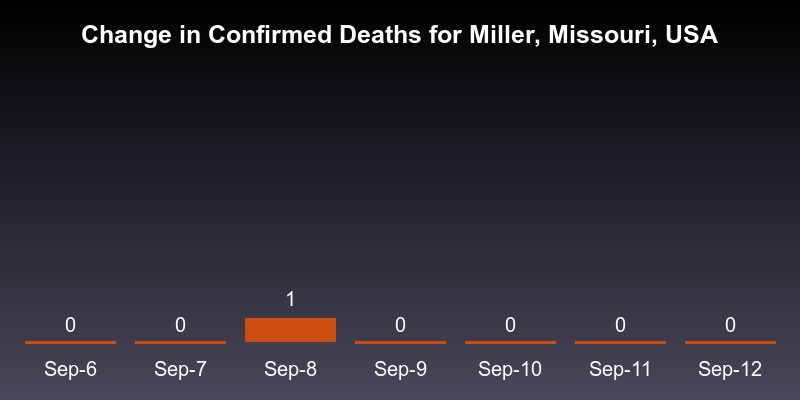 Change in Confirmed Deaths for Miller, Missouri, USA
1
0 0 0 0 0 0
Sep-6 Sep-7 Sep-8 Sep-9 Sep-10 Sep-11 Sep-12